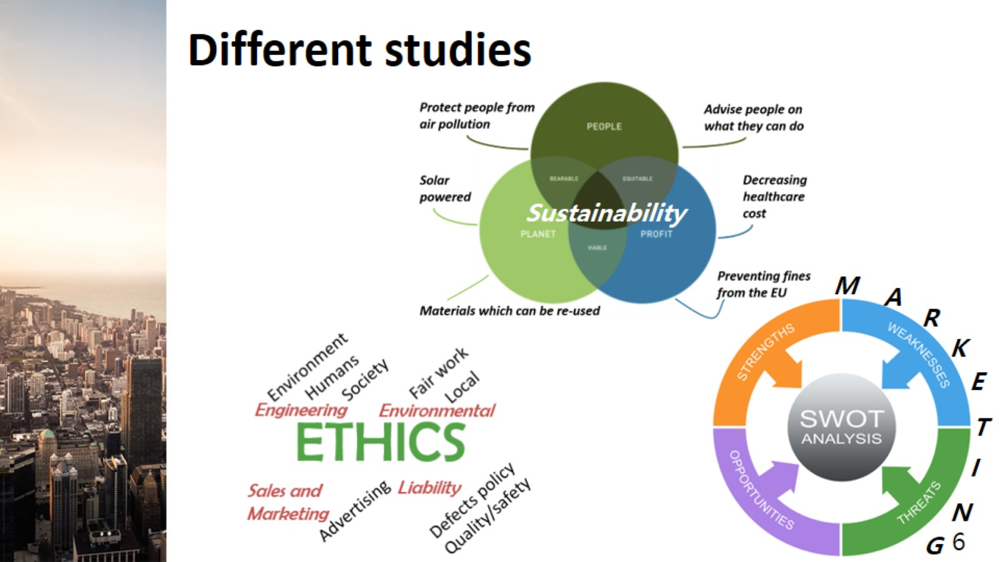 Different studies
Protect people from
air pollution
Advise people on
what they can do
PEOPLE
Solar
powered
BEARABLE
EQUITABLE
Decreasing
healthcare
cost
Sustainability
PLANET
PROFIT
VIABLE
Preventing fines
from the EU
Materials which can be re-used
Environment
Humans
Society
Fair work
Local
Engineering
Environmental
ETHICS
Sales and
Marketing
Advertising
Liability
Defects policy
Quality/safety
MARKETING
STRENGTHS
WEAKNESSES
SWOT
ANALYSIS
OPPORTUNITIES
THREATS
6